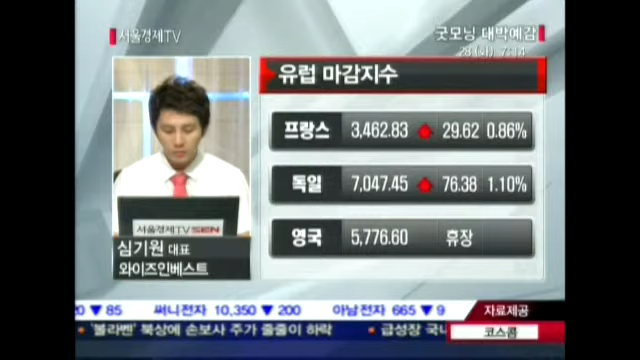 서울경제TV
굿모닝 대박예감
28 (화) 7:14
유럽 마감지수
프랑스 3,462.83 29.62 0.86%
독일 7,047.45 76.38 1.10%
영국 5,776.60 휴장
서울경제TV SEN
심기원 대표
와이즈인베스트
▼ 85 써니전자 10,350 ▼ 200 아남전자 665 ▼ 9
자료제공
'볼라벤' 북상에 손보사 주가 줄줄이 하락 • 급성장 국내
코스콤